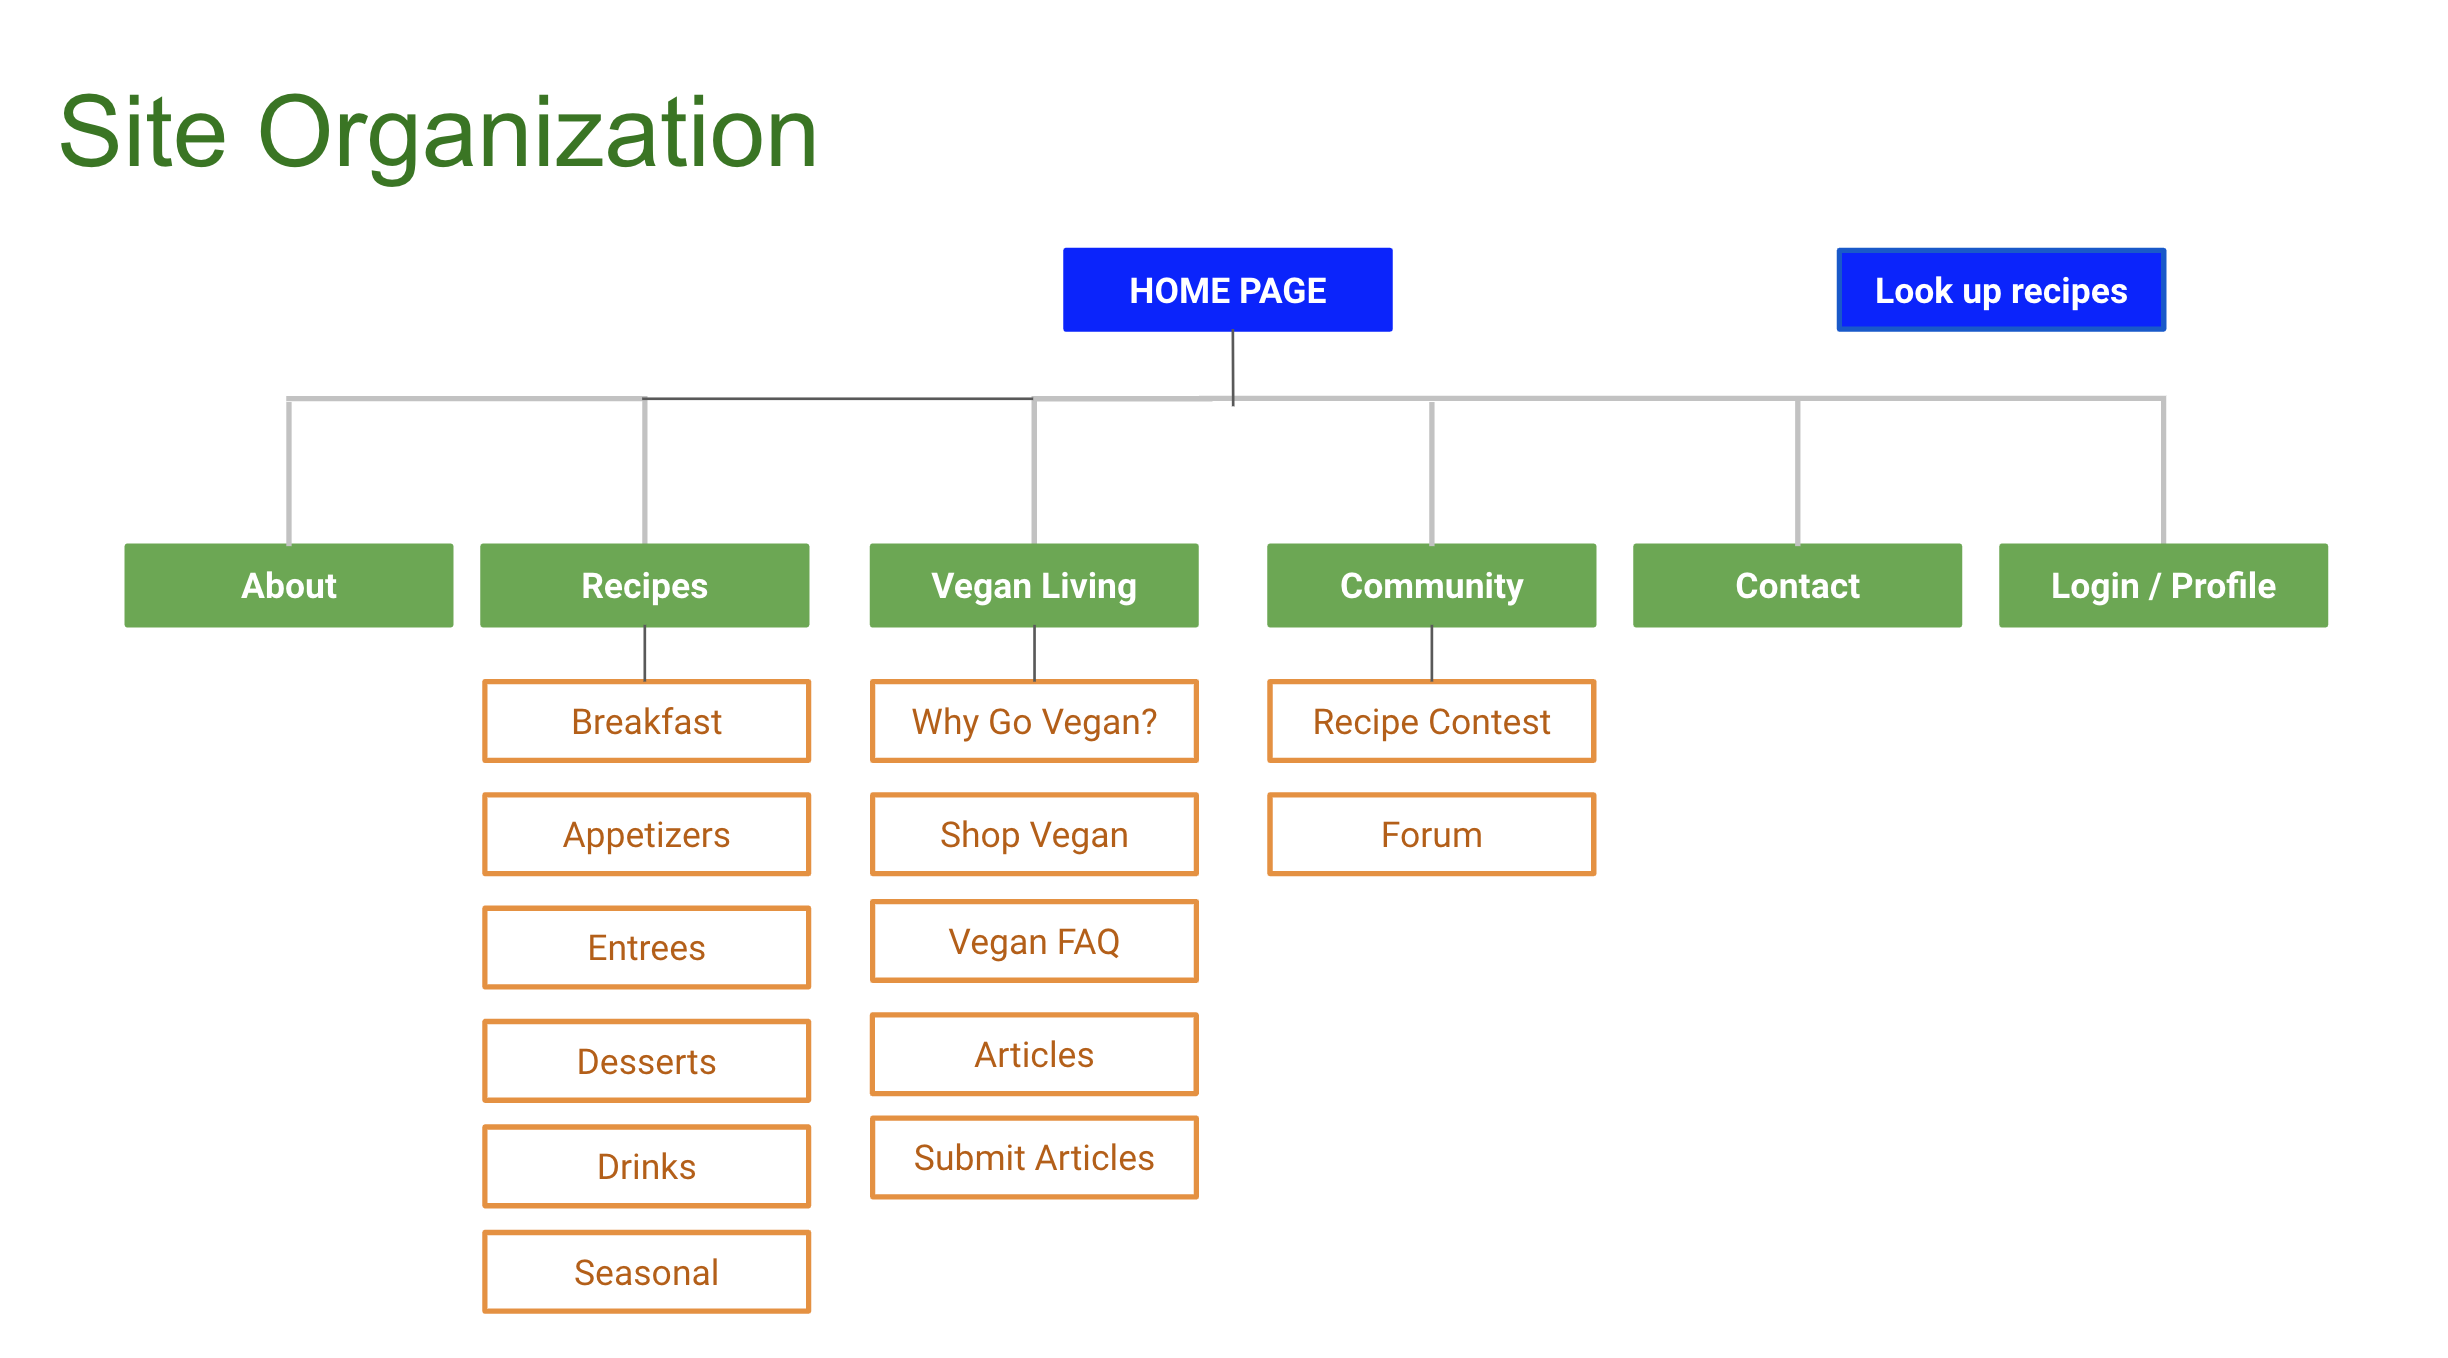 Site Organization
HOME PAGE
Look up recipes
About
Recipes
Vegan Living
Community
Contact
Login / Profile
Breakfast
Why Go Vegan?
Recipe Contest
Appetizers
Shop Vegan
Forum
Entrees
Vegan FAQ
Desserts
Articles
Drinks
Submit Articles
Seasonal